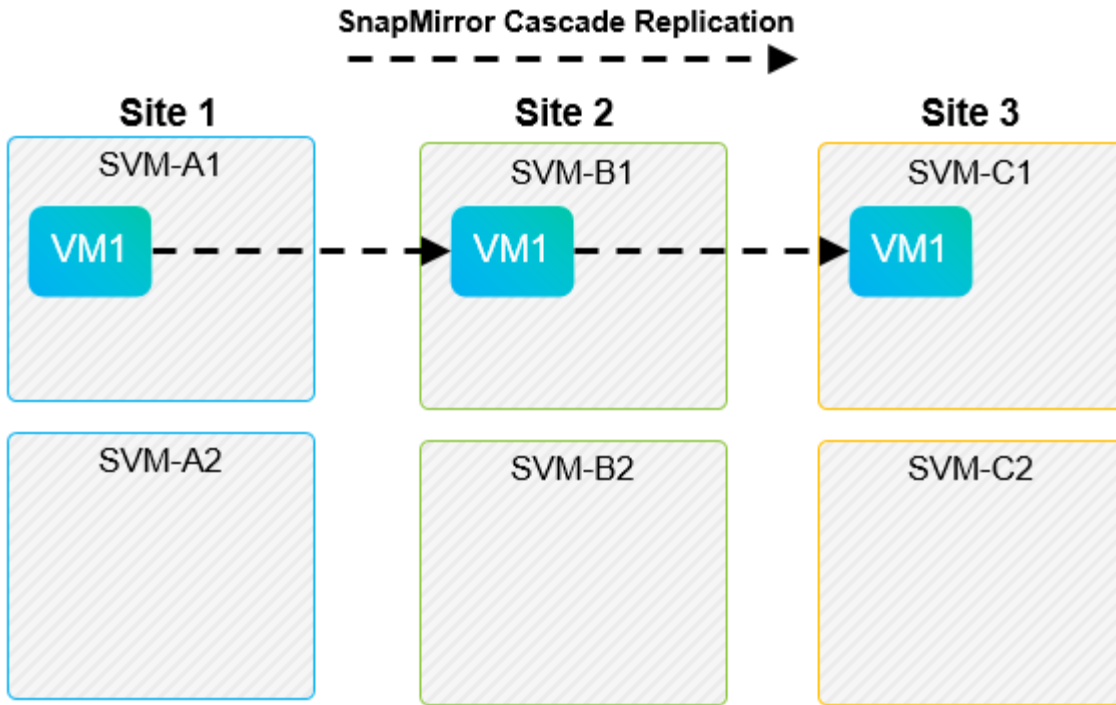 SnapMirror Cascade Replication
Site 1
Site 2
Site 3
SVM-A1
SVM-B1
SVM-C1
VM1
VM1
VM1
SVM-A2
SVM-B2
SVM-C2